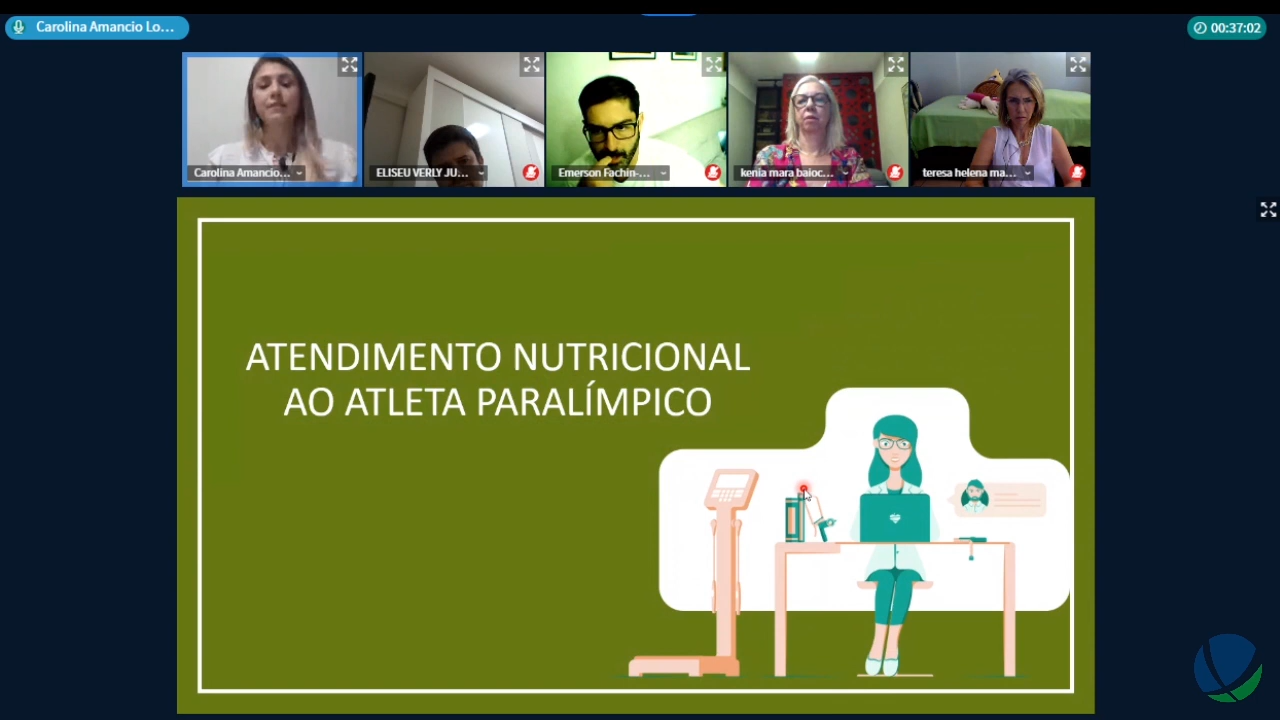 Carolina Amancio Lo...
00:37:02
Carolina Amancio...
ELISEU VERLY JU...
Emerson Fachin-...
kenia mara baioc...
teresa helena ma...
ATENDIMENTO NUTRICIONAL
AO ATLETA PARALÍMPICO